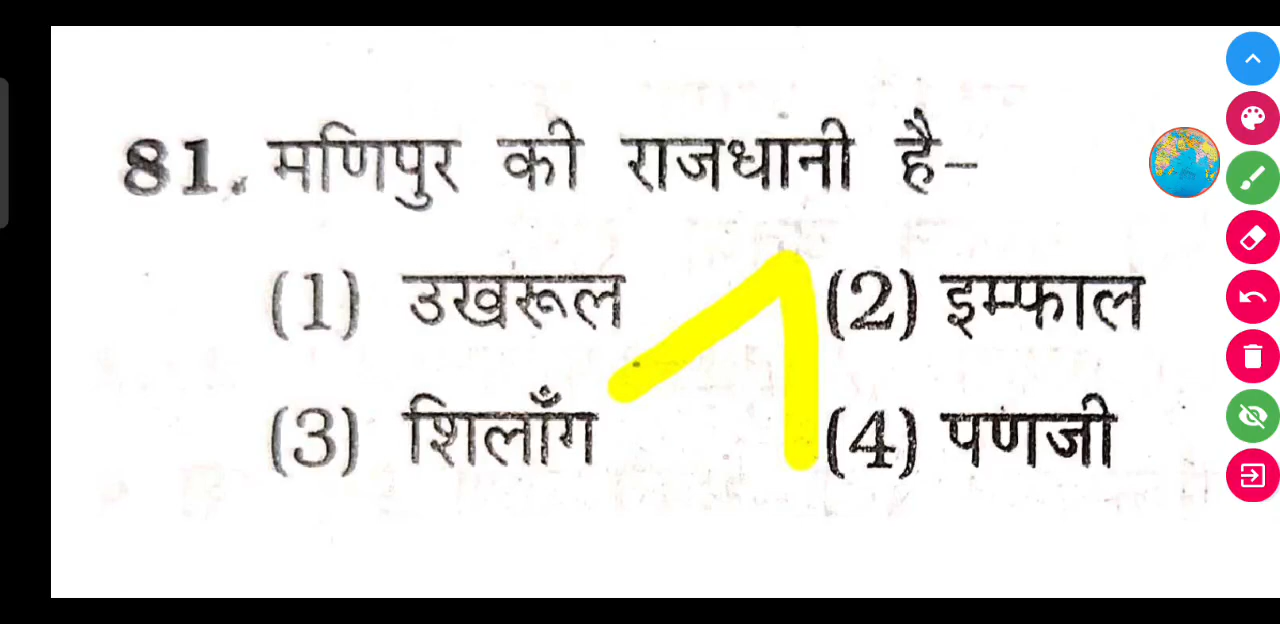 81. मणिपुर की राजधानी है–
(1) उखरूल (2) इम्फाल
(3) शिलाँग (4) पणजी